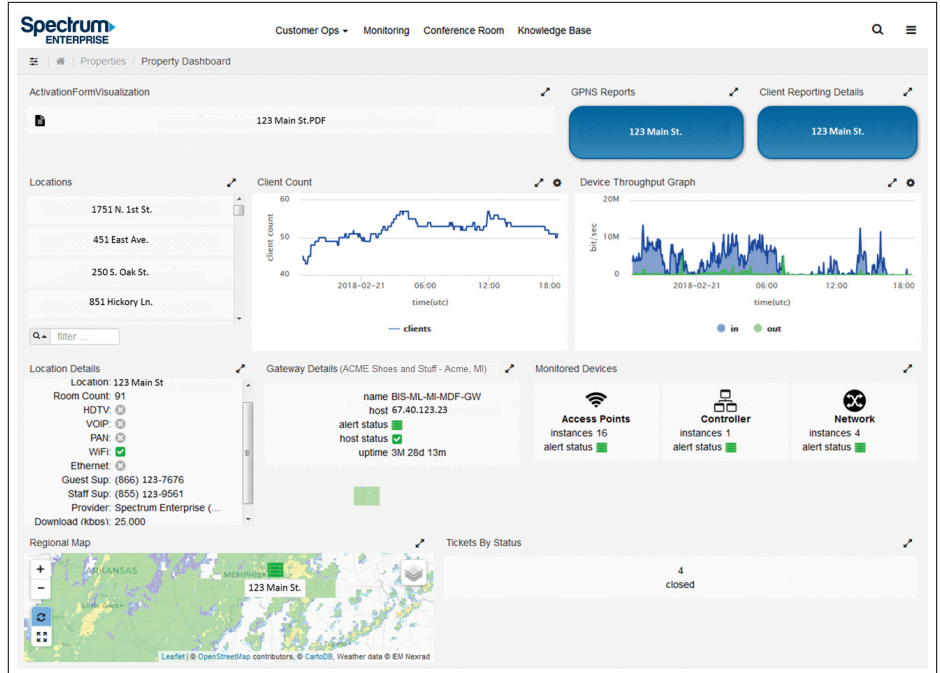 Spectrum
ENTERPRISE
Customer Ops Monitoring Conference Room Knowledge Base
Properties / Property Dashboard
ActivationFormVisualization
123 Main St.PDF
GPNS Reports
123 Main St.
Client Reporting Details
123 Main St.
Locations
1751 N. 1st St.
451 East Ave.
250 S. Oak St.
851 Hickory Ln.
filter ...
Client Count
60
50
40
client count
2018-02-21 06:00 12:00 18:00
time(utc)
clients
Device Throughput Graph
20M
10M
0
bit/sec
2018-02-21 06:00 12:00 18:00
time(utc)
in out
Location Details
Location: 123 Main St
Room Count: 91
HDTV:
VOIP:
PAN:
WiFi:
Ethernet:
Guest Sup: (866) 123-7676
Staff Sup: (855) 123-9561
Provider: Spectrum Enterprise (...
Download (kbps): 25,000
Gateway Details (ACME Shoes and Stuff - Acme, MI)
name BIS-ML-MI-MDF-GW
host 67.40.123.23
alert status
host status
uptime 3M 28d 13m
Monitored Devices
Access Points
instances 16
alert status
Controller
instances 1
alert status
Network
instances 4
alert status
Regional Map
+
−
ARKANSAS
MEMPHIS
123 Main St.
Little Rock
Tupelo
Leaflet | © OpenStreetMap contributors, © CartoDB, Weather data © IEM Nexrad
Tickets By Status
4
closed